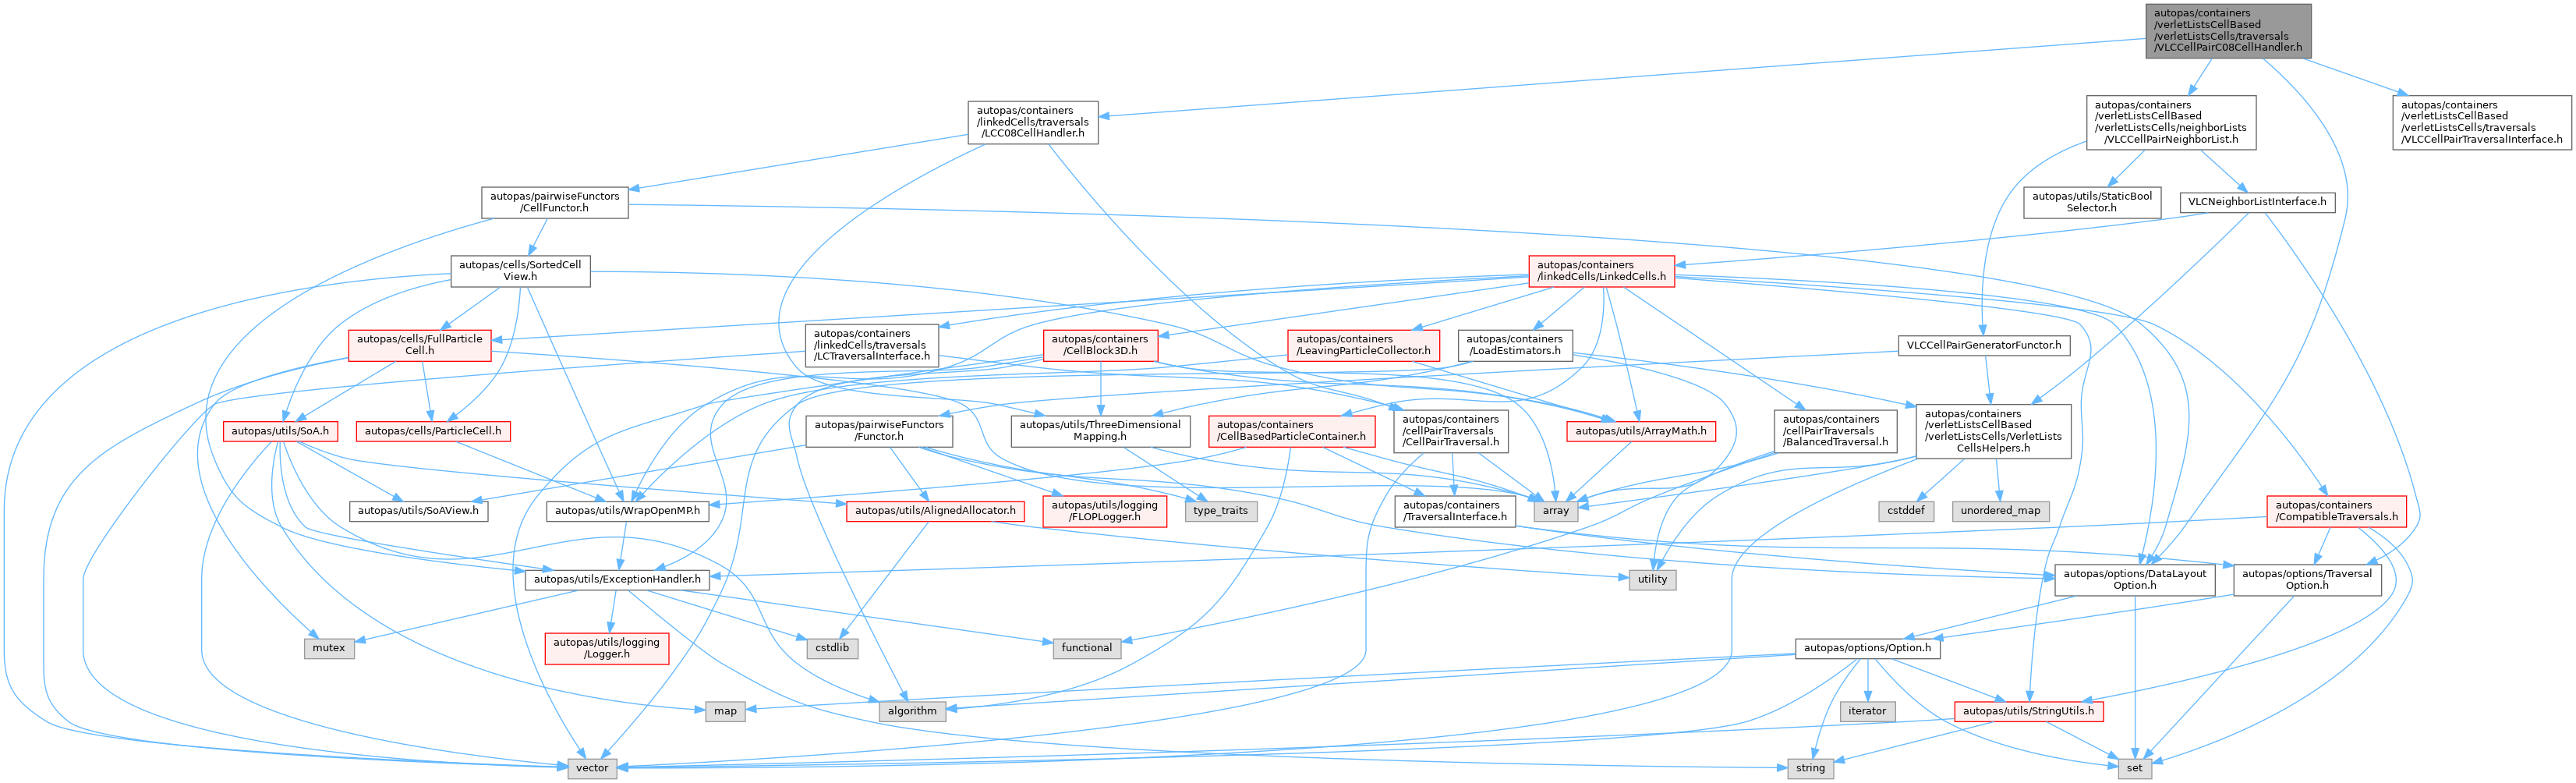 autopas/containers
/verletListsCellBased
/verletListsCells/traversals
/VLCCellPairC08CellHandler.h
autopas/containers
/linkedCells/traversals
/LCC08CellHandler.h
autopas/containers
/verletListsCellBased
/verletListsCells/neighborLists
/VLCCellPairNeighborList.h
autopas/containers
/verletListsCellBased
/verletListsCells/traversals
/VLCCellPairTraversalInterface.h
autopas/pairwiseFunctors
/CellFunctor.h
autopas/utils/StaticBool
Selector.h
VLCNeighborListInterface.h
autopas/cells/SortedCell
View.h
autopas/containers
/linkedCells/LinkedCells.h
autopas/cells/FullParticle
Cell.h
autopas/containers
/linkedCells/traversals
/LCTraversalInterface.h
autopas/containers
/CellBlock3D.h
autopas/containers
/LeavingParticleCollector.h
autopas/containers
/LoadEstimators.h
VLCCellPairGeneratorFunctor.h
autopas/utils/SoA.h
autopas/cells/ParticleCell.h
autopas/pairwiseFunctors
/Functor.h
autopas/utils/ThreeDimensional
Mapping.h
autopas/containers
/CellBasedParticleContainer.h
autopas/containers
/cellPairTraversals
/CellPairTraversal.h
autopas/utils/ArrayMath.h
autopas/containers
/cellPairTraversals
/BalancedTraversal.h
autopas/containers
/verletListsCellBased
/verletListsCells/VerletLists
CellsHelpers.h
autopas/utils/SoAView.h
autopas/utils/WrapOpenMP.h
autopas/utils/AlignedAllocator.h
autopas/utils/logging
/FLOPLogger.h
type_traits
autopas/containers
/TraversalInterface.h
array
cstddef
unordered_map
autopas/containers
/CompatibleTraversals.h
autopas/utils/ExceptionHandler.h
utility
autopas/options/DataLayout
Option.h
autopas/options/Traversal
Option.h
mutex
autopas/utils/logging
/Logger.h
cstdlib
functional
autopas/options/Option.h
map
algorithm
iterator
autopas/utils/StringUtils.h
vector
string
set